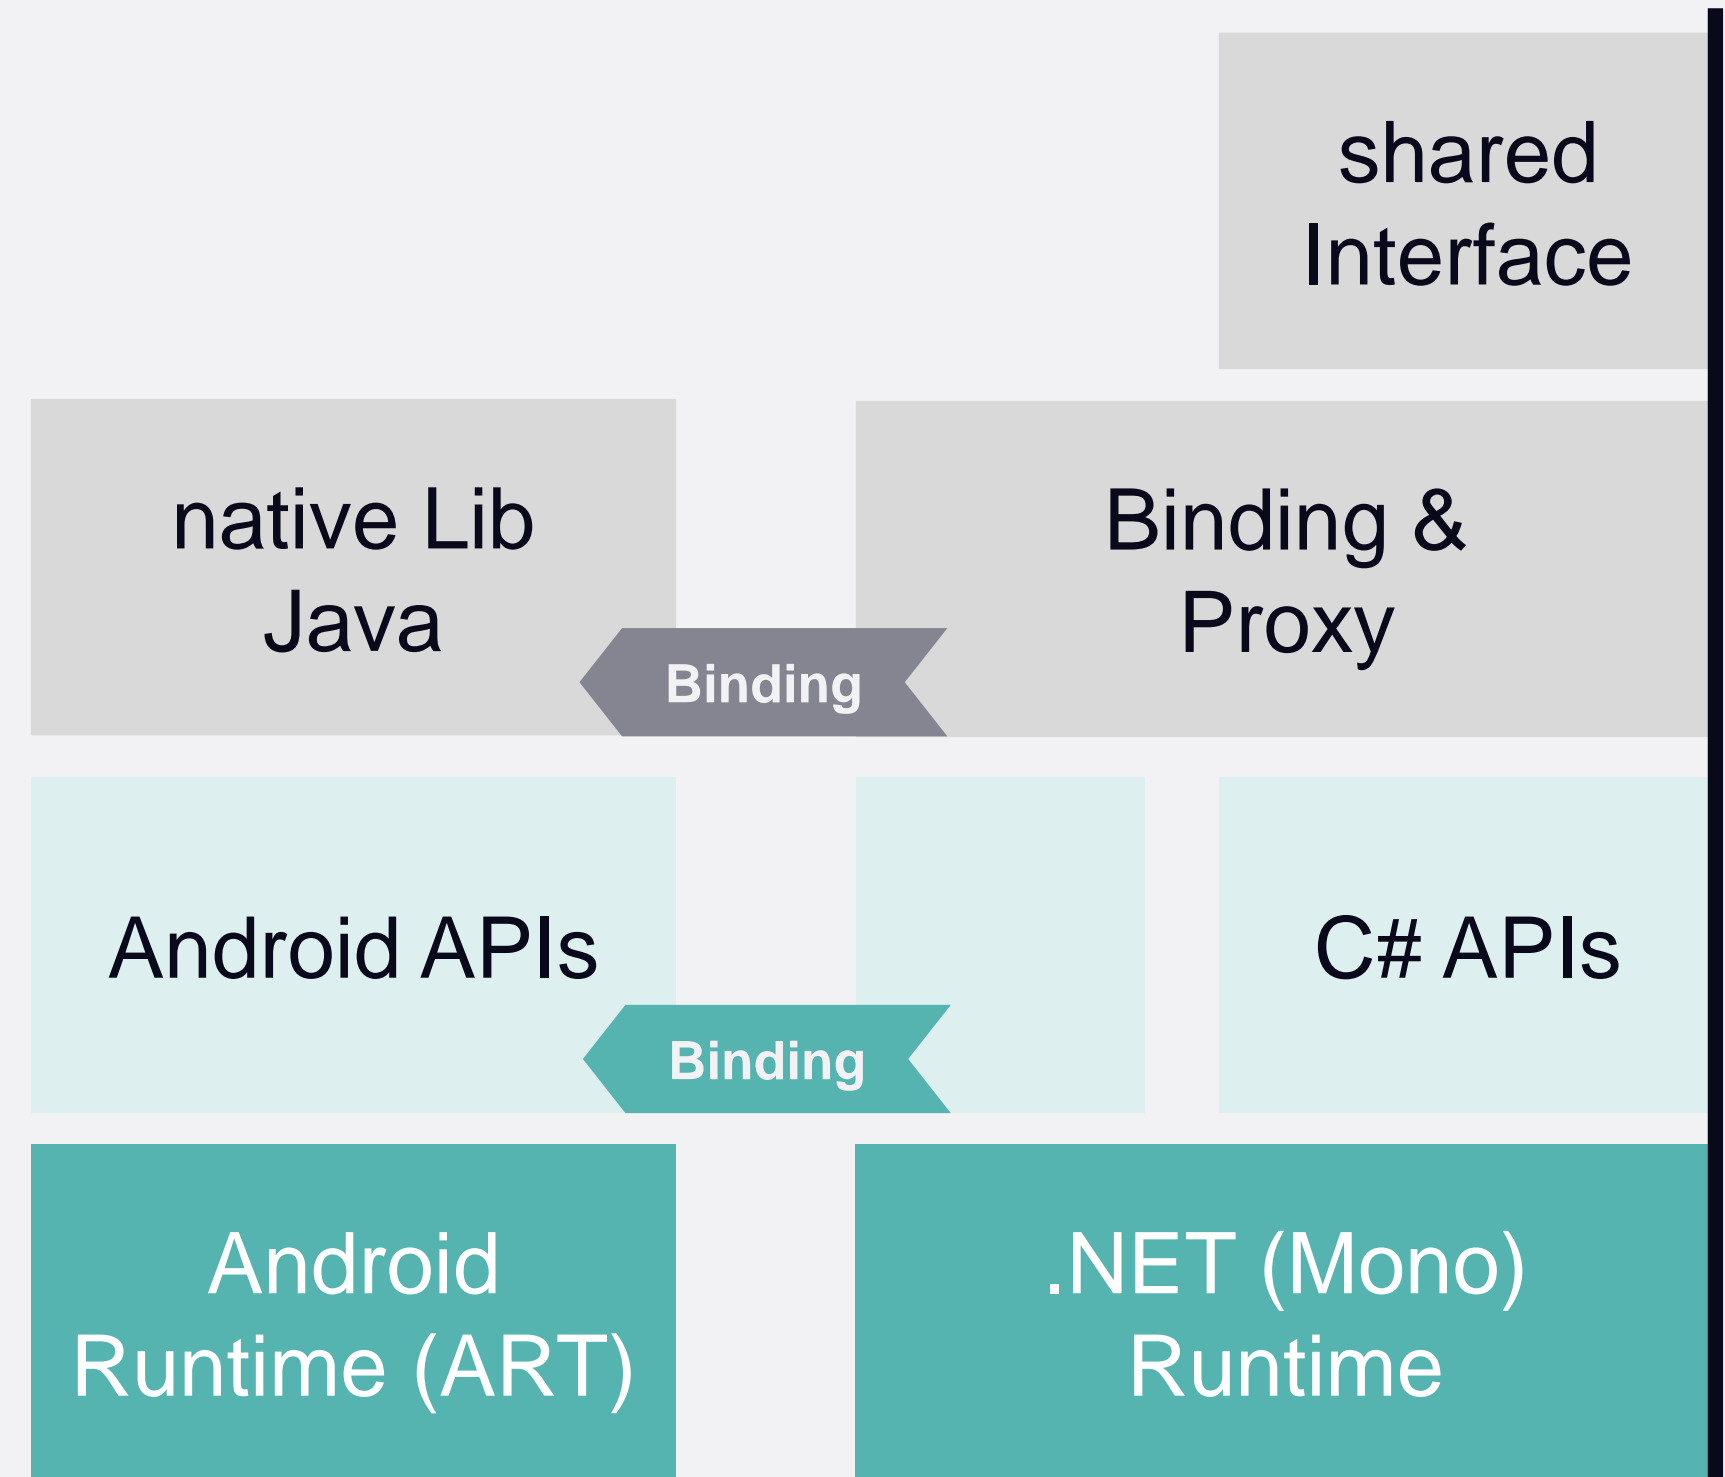 shared
Interface
native Lib
Java
Binding &
Proxy
Binding
Android APIs
C# APIs
Binding
Android
Runtime (ART)
.NET (Mono)
Runtime